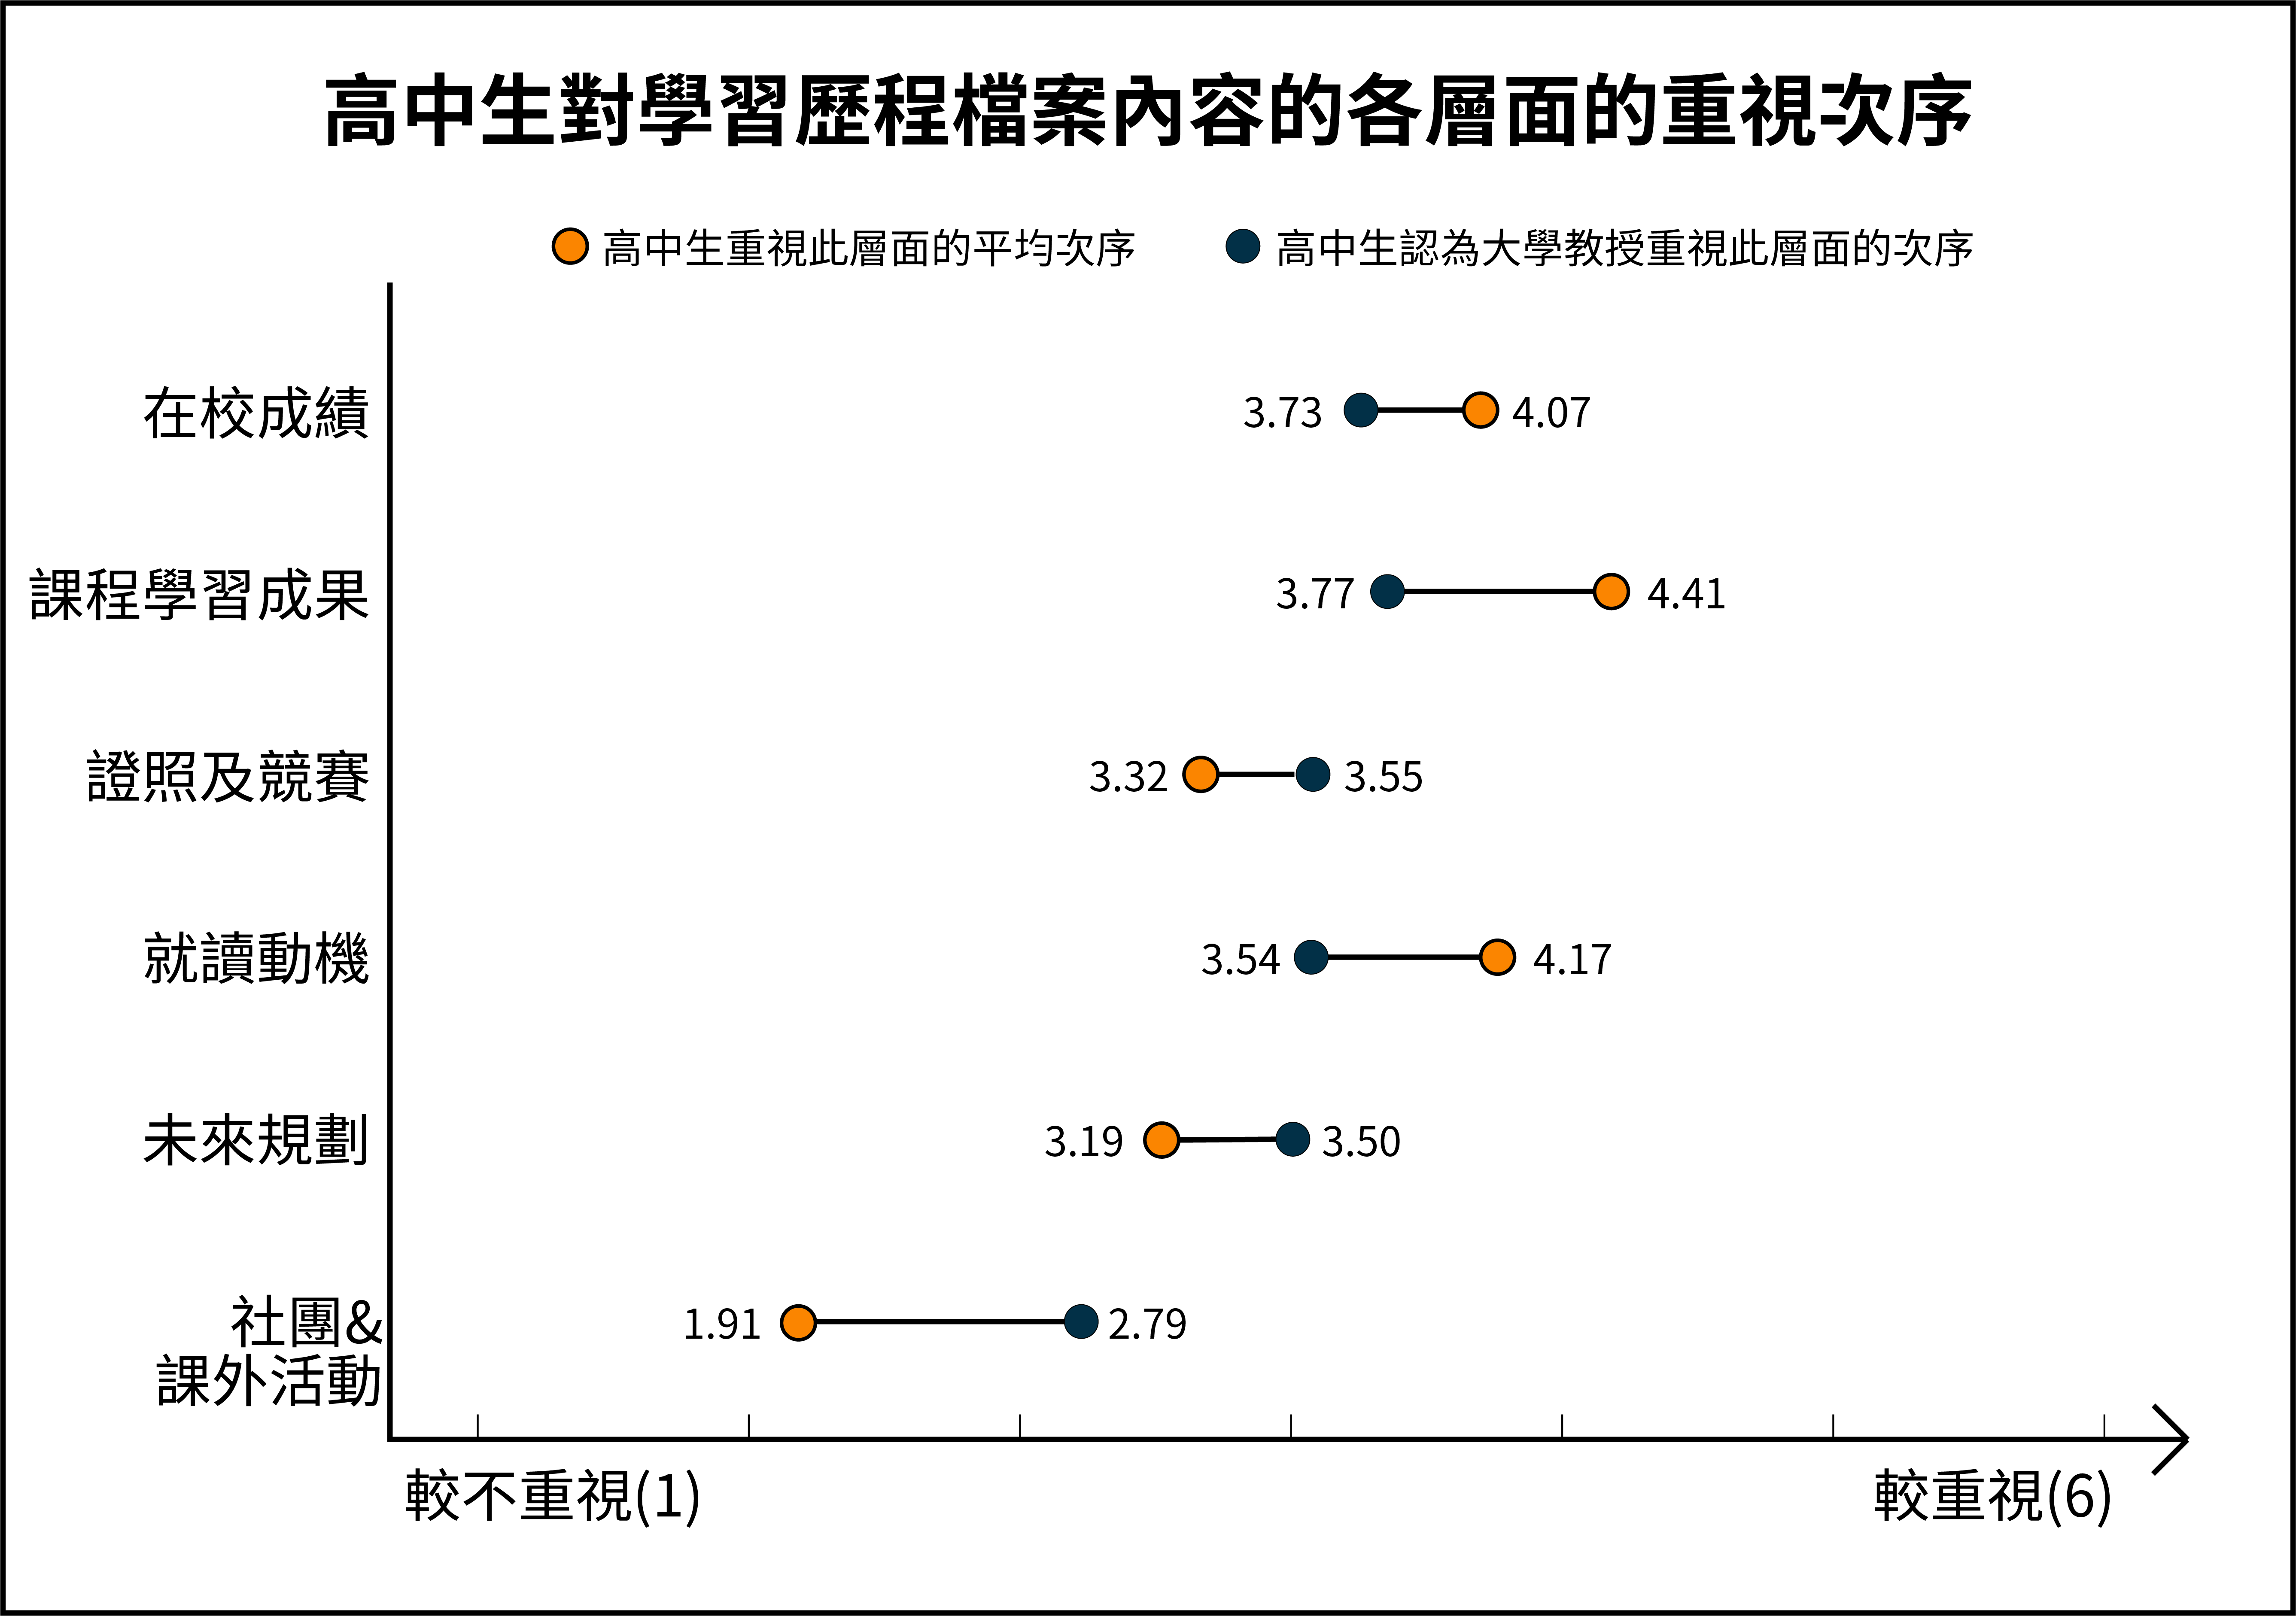 高中生對學習歷程檔案內容的各層面的重視次序
高中生重視此層面的平均次序
高中生認為大學教授重視此層面的次序
在校成績
3.73
4.07
課程學習成果
3.77
4.41
證照及競賽
3.32
3.55
就讀動機
3.54
4.17
未來規劃
3.19
3.50
社團&
課外活動
1.91
2.79
較不重視(1)
較重視(6)